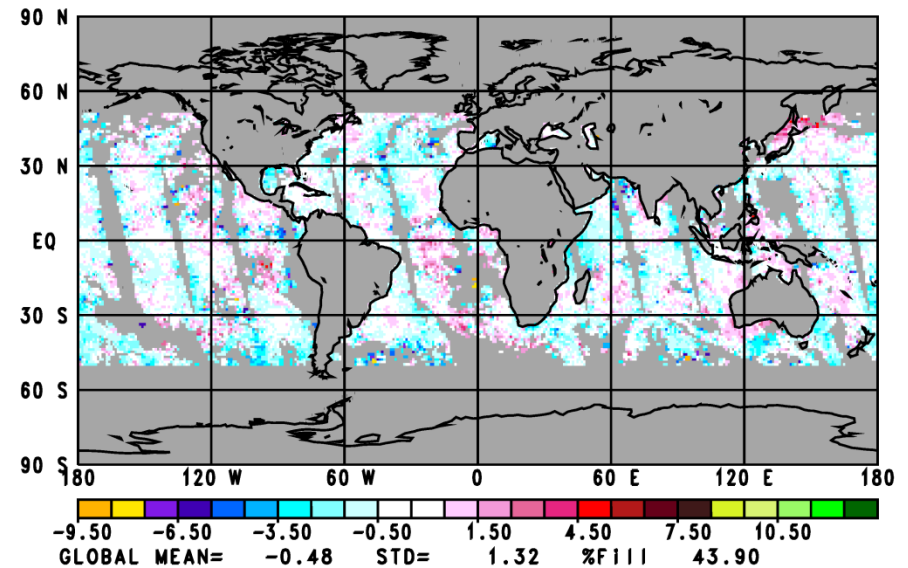 90 N
60 N
30 N
EQ
30 S
60 S
90 S
180 120 W 60 W 0 60 E 120 E 180
-9.50 -6.50 -3.50 -0.50 1.50 4.50 7.50 10.50
GLOBAL MEAN= -0.48 STD= 1.32 %Fill 43.90